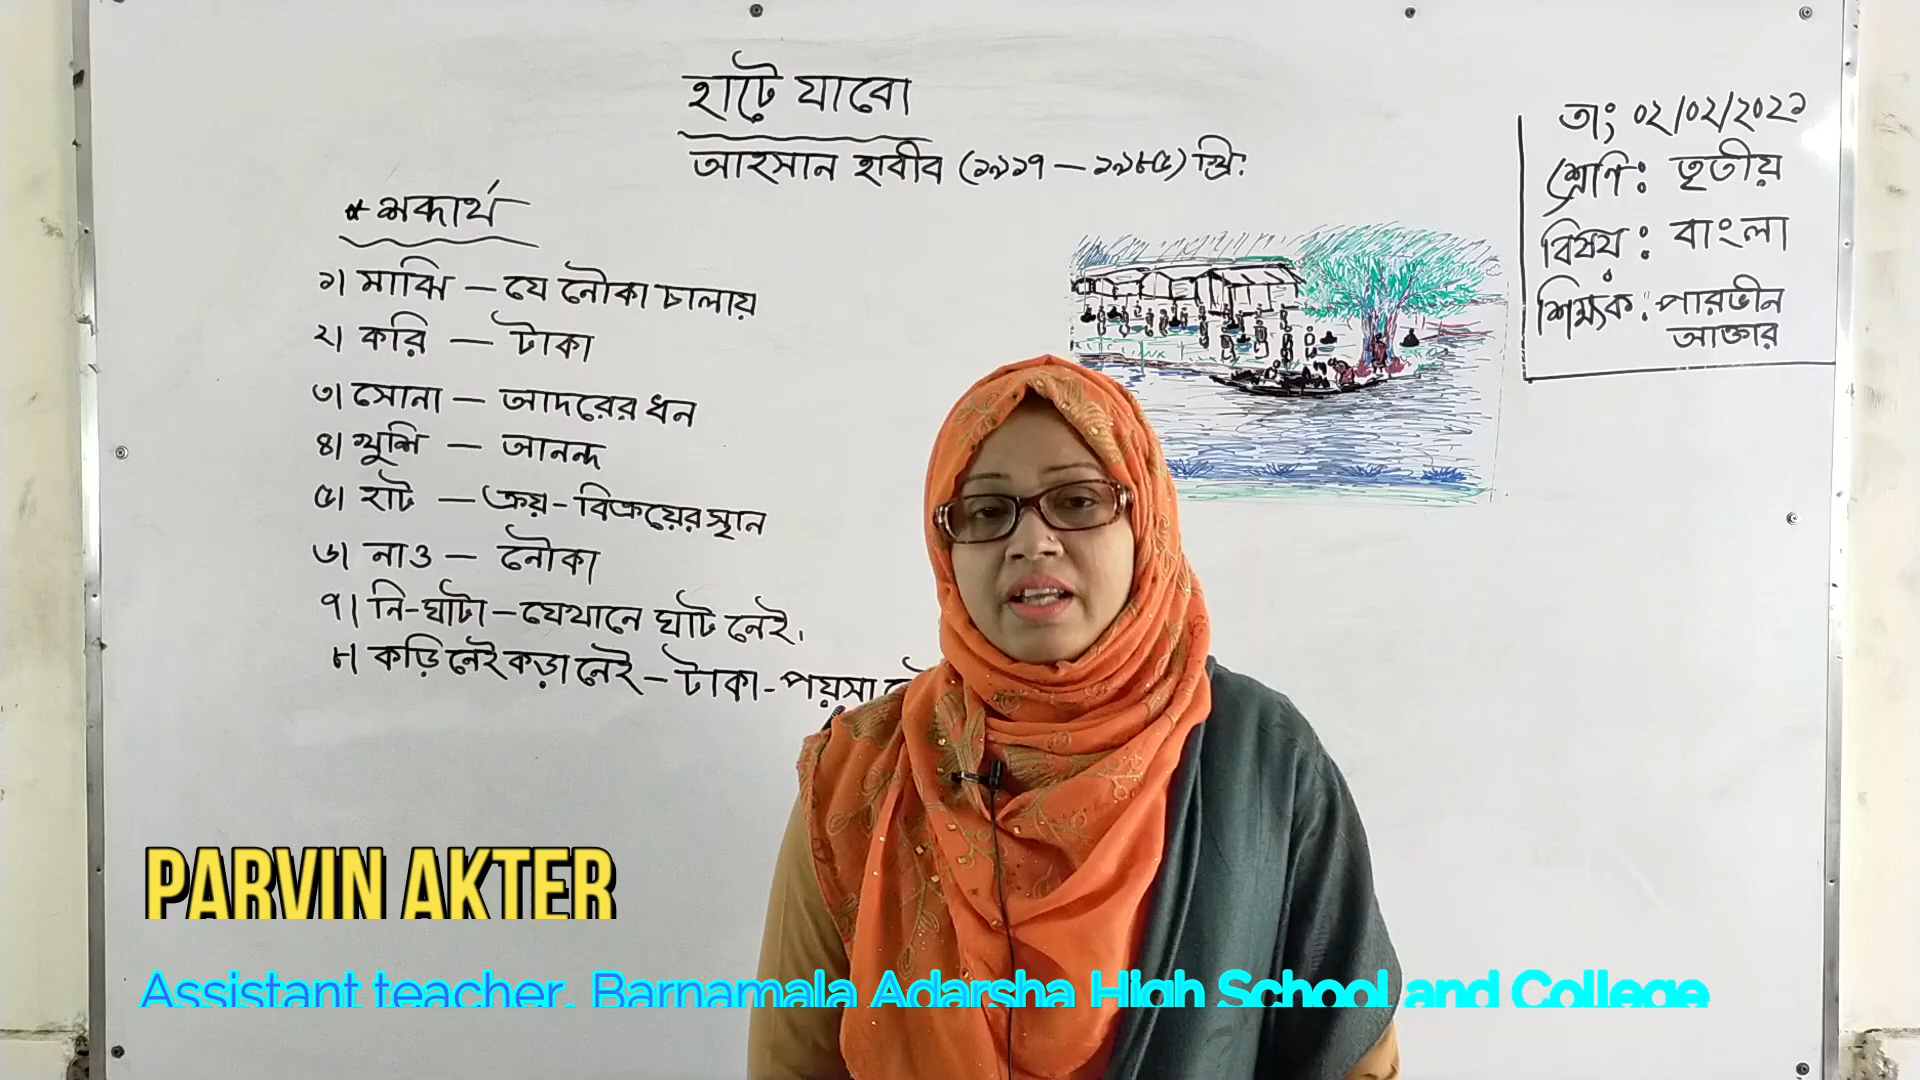 হাটে যাবো
আহসান হাবীব (১৯১৭ – ১৯৮৫) খ্রি:
তাং ০২/০২/২০২১
শ্রেণি: তৃতীয়
বিষয়: বাংলা
শিক্ষক: পারভীন
আক্তার
* শব্দার্থ
১| মাঝি – যে নৌকা চালায়
২| করি – টাকা
৩| সোনা – আদরের ধন
৪| খুশি – আনন্দ
৫| হাট – ক্রয়-বিক্রয়ের স্থান
৬| নাও – নৌকা
৭| নি-ঘাটা – যেখানে ঘাট নেই।
৮| কড়ি নেই কড়া নেই – টাকা-পয়সা
PARVIN AKTER
Assistant teacher, Barnamala Adarsha High School and College